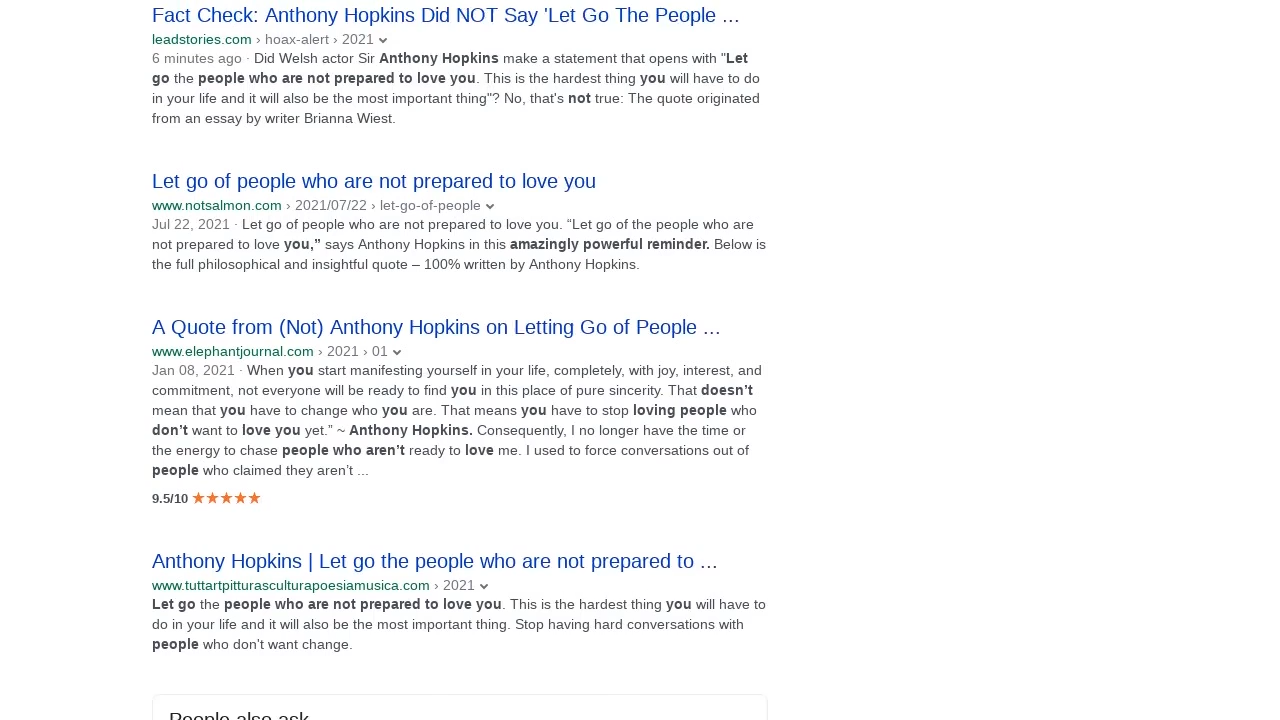 Fact Check: Anthony Hopkins Did NOT Say 'Let Go The People ...
leadstories.com › hoax-alert › 2021
6 minutes ago · Did Welsh actor Sir Anthony Hopkins make a statement that opens with "Let
go the people who are not prepared to love you. This is the hardest thing you will have to do
in your life and it will also be the most important thing"? No, that's not true: The quote originated
from an essay by writer Brianna Wiest.
Let go of people who are not prepared to love you
www.notsalmon.com › 2021/07/22 › let-go-of-people
Jul 22, 2021 · Let go of people who are not prepared to love you. “Let go of the people who are
not prepared to love you,” says Anthony Hopkins in this amazingly powerful reminder. Below is
the full philosophical and insightful quote – 100% written by Anthony Hopkins.
A Quote from (Not) Anthony Hopkins on Letting Go of People ...
www.elephantjournal.com › 2021 › 01
Jan 08, 2021 · When you start manifesting yourself in your life, completely, with joy, interest, and
commitment, not everyone will be ready to find you in this place of pure sincerity. That doesn’t
mean that you have to change who you are. That means you have to stop loving people who
don’t want to love you yet.” ~ Anthony Hopkins. Consequently, I no longer have the time or
the energy to chase people who aren’t ready to love me. I used to force conversations out of
people who claimed they aren’t ...
9.5/10
Anthony Hopkins | Let go the people who are not prepared to ...
www.tuttartpitturasculturapoesiamusica.com › 2021
Let go the people who are not prepared to love you. This is the hardest thing you will have to
do in your life and it will also be the most important thing. Stop having hard conversations with
people who don't want change.
People also ask